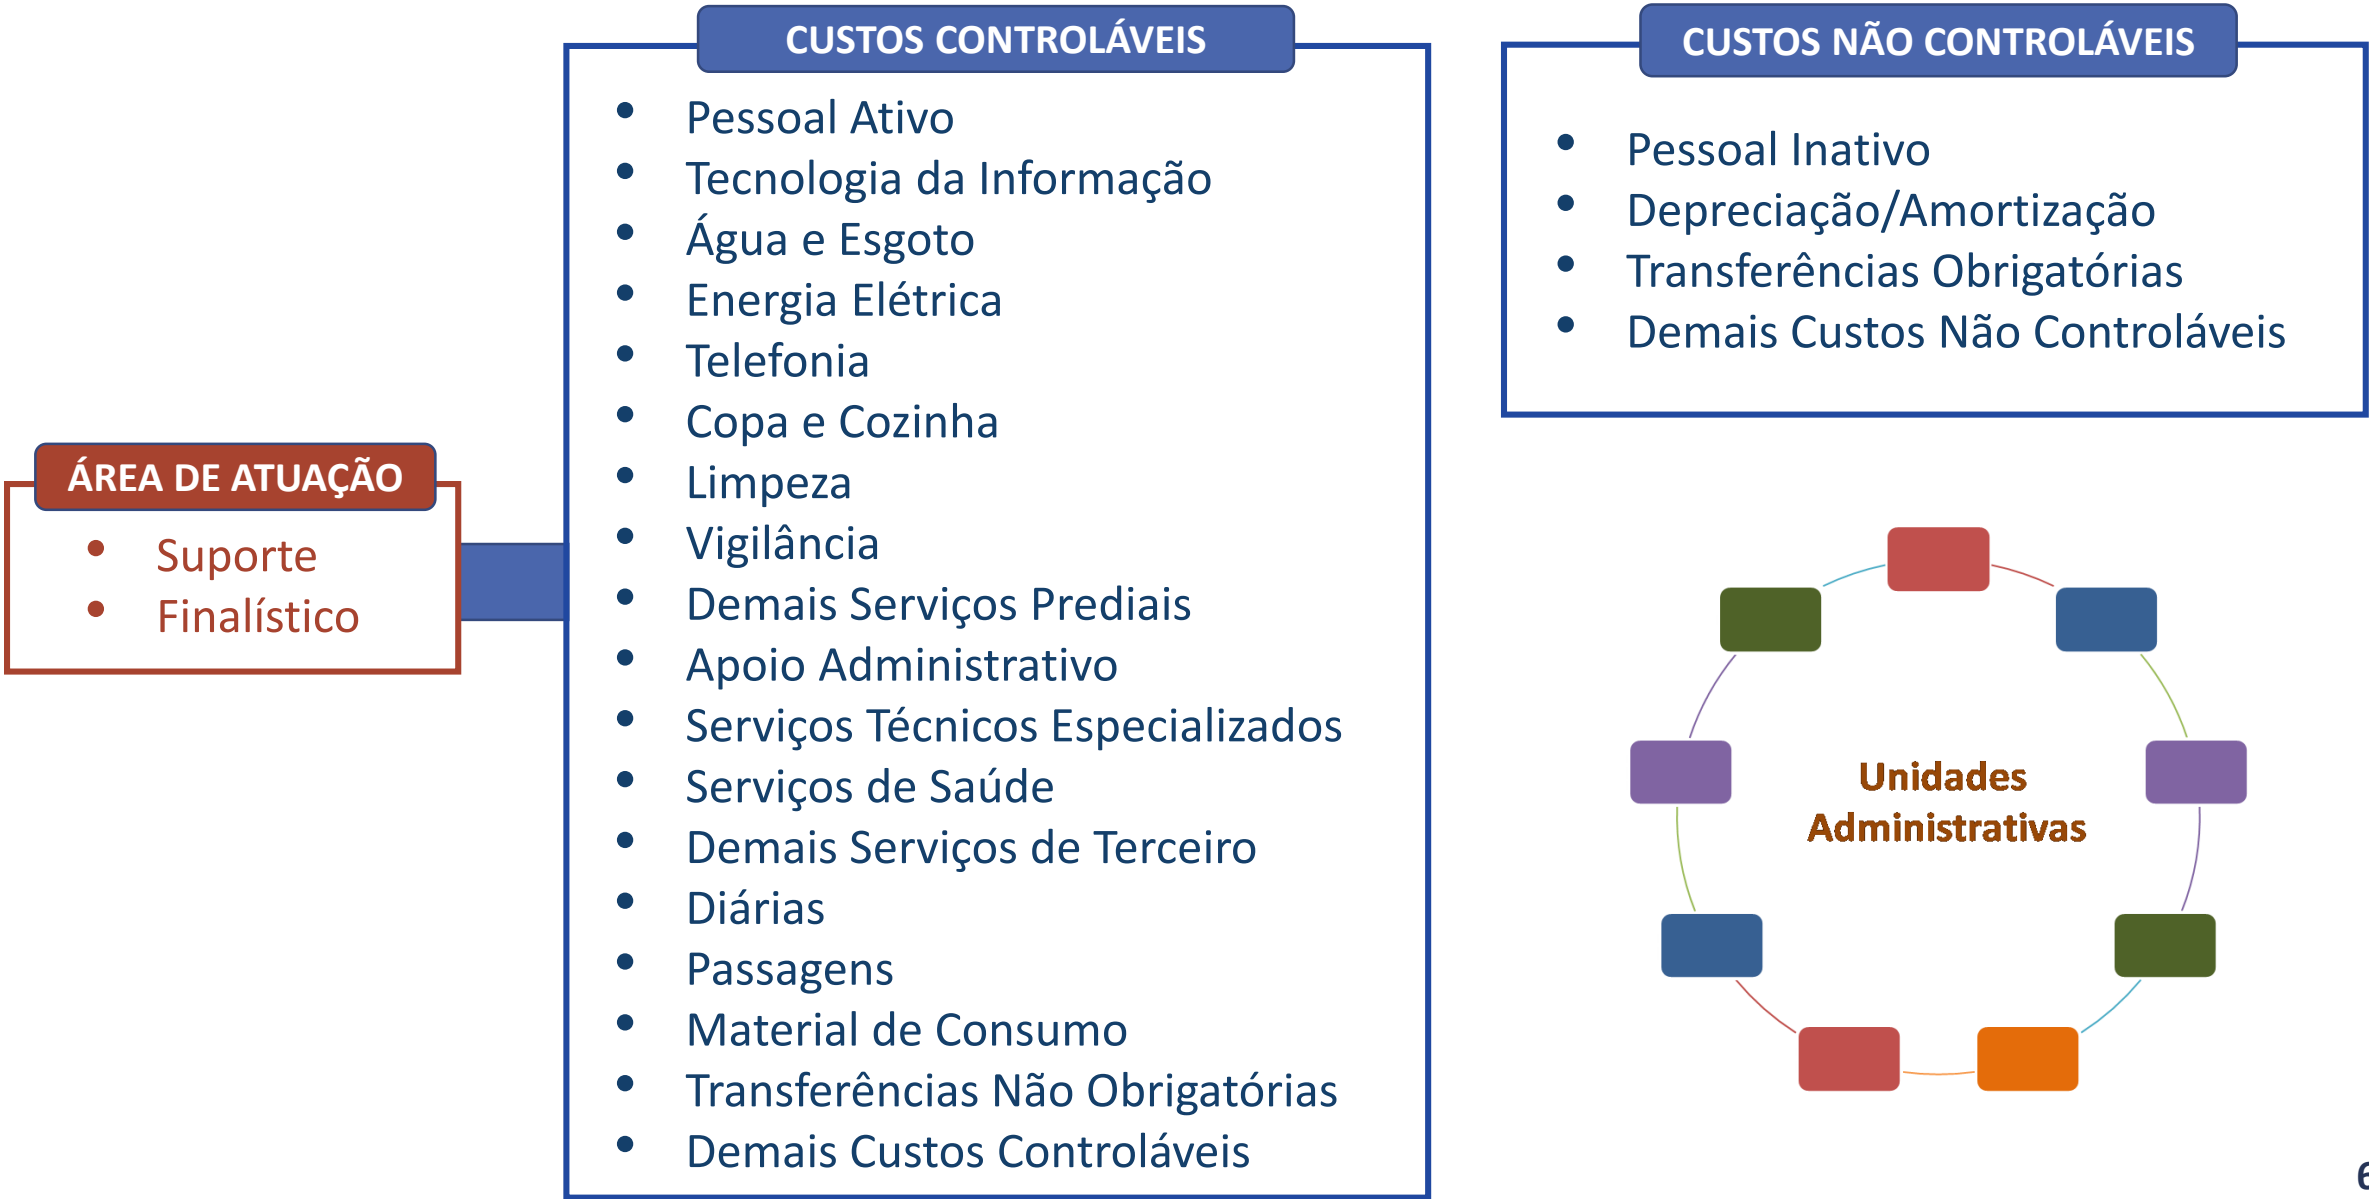 CUSTOS CONTROLÁVEIS
Pessoal Ativo
Tecnologia da Informação
Água e Esgoto
Energia Elétrica
Telefonia
Copa e Cozinha
Limpeza
Vigilância
Demais Serviços Prediais
Apoio Administrativo
Serviços Técnicos Especializados
Serviços de Saúde
Demais Serviços de Terceiro
Diárias
Passagens
Material de Consumo
Transferências Não Obrigatórias
Demais Custos Controláveis
CUSTOS NÃO CONTROLÁVEIS
Pessoal Inativo
Depreciação/Amortização
Transferências Obrigatórias
Demais Custos Não Controláveis
ÁREA DE ATUAÇÃO
Suporte
Finalístico
Unidades
Administrativas
6